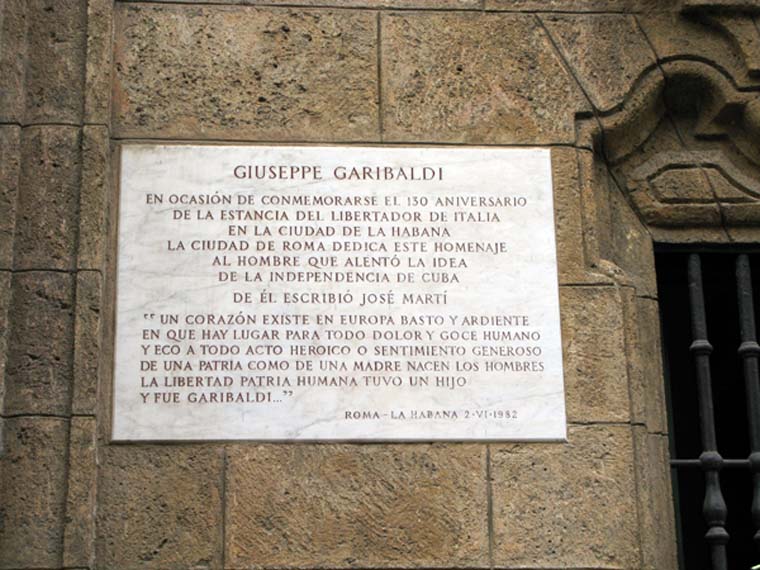 GIUSEPPE GARIBALDI
EN OCASIÓN DE CONMEMORARSE EL 130 ANIVERSARIO
DE LA ESTANCIA DEL LIBERTADOR DE ITALIA
EN LA CIUDAD DE LA HABANA
LA CIUDAD DE ROMA DEDICA ESTE HOMENAJE
AL HOMBRE QUE ALENTÓ LA IDEA
DE LA INDEPENDENCIA DE CUBA
DE ÉL ESCRIBIÓ JOSÉ MARTÍ
"UN CORAZÓN EXISTE EN EUROPA BASTO Y ARDIENTE
EN QUE HAY LUGAR PARA TODO DOLOR Y GOCE HUMANO
Y ECO A TODO ACTO HERÓICO O SENTIMIENTO GENEROSO
DE UNA PATRIA COMO DE UNA MADRE NACEN LOS HOMBRES
LA LIBERTAD PATRIA HUMANA TUVO UN HIJO
Y FUE GARIBALDI..."
ROMA - LA HABANA 2·VI·1982